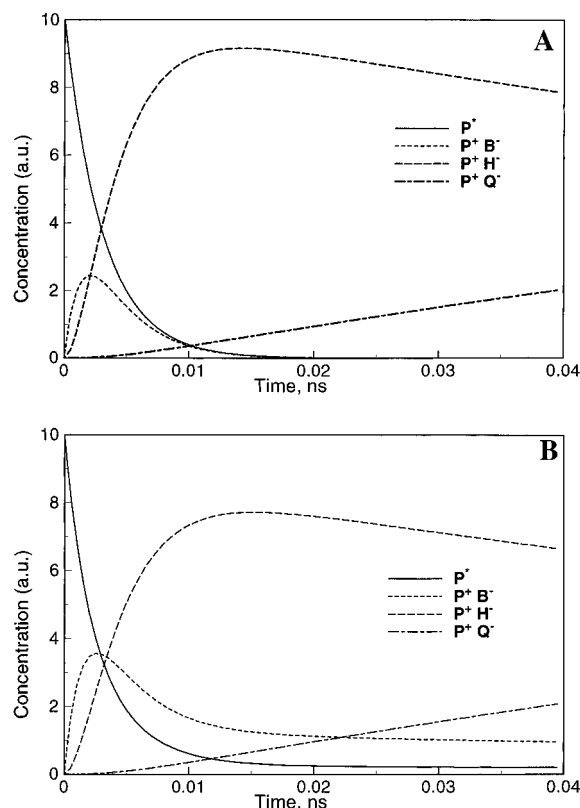 A
10
8
6
4
2
0
Concentration (a.u.)
P*
P+ B-
P+ H-
P+ Q-
0 0.01 0.02 0.03 0.04
Time, ns
B
10
8
6
4
2
0
Concentration (a.u.)
P*
P+ B-
P+ H-
P+ Q-
0 0.01 0.02 0.03 0.04
Time, ns